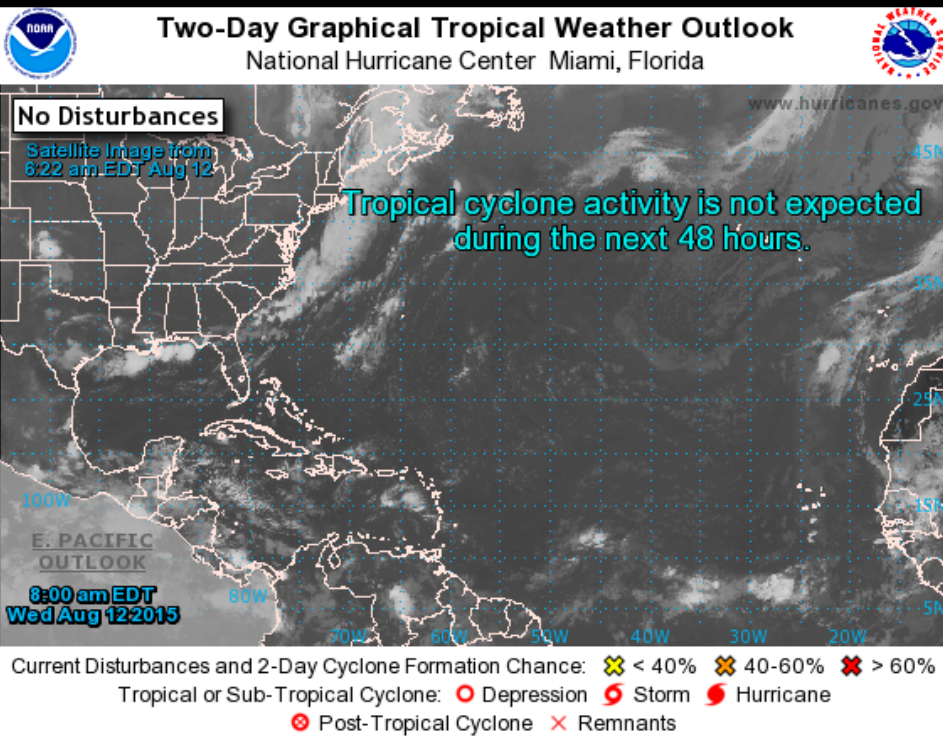 NOAA
Two-Day Graphical Tropical Weather Outlook
National Hurricane Center Miami, Florida
NATIONAL WEATHER
No Disturbances
www.hurricanes.gov
Satellite Image from
6:22 am EDT Aug 12
45N
Tropical cyclone activity is not expected
during the next 48 hours.
35N
25N
100W
15N
E. PACIFIC
OUTLOOK
8:00 am EDT
Wed Aug 12 2015
80W
5N
70W 60W 50W 40W 30W 20W
Current Disturbances and 2-Day Cyclone Formation Chance: < 40% 40-60% > 60%
Tropical or Sub-Tropical Cyclone: Depression Storm Hurricane
Post-Tropical Cyclone Remnants